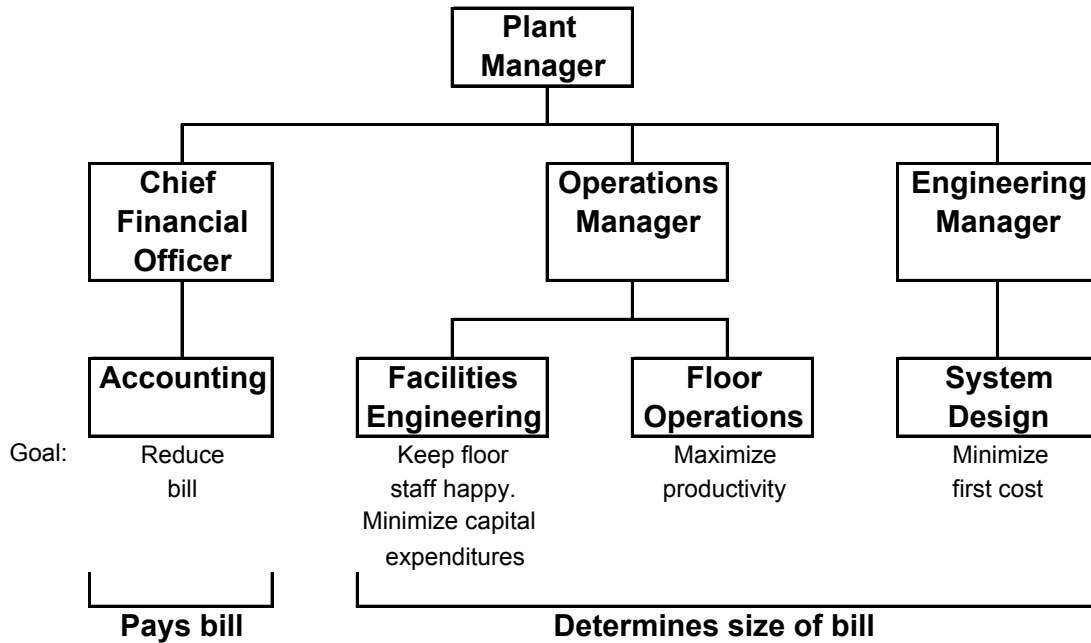 Plant
Manager
Chief
Financial
Officer
Operations
Manager
Engineering
Manager
Accounting
Facilities
Engineering
Floor
Operations
System
Design
Goal:
Reduce
bill
Keep floor
staff happy.
Minimize capital
expenditures
Maximize
productivity
Minimize
first cost
Pays bill
Determines size of bill